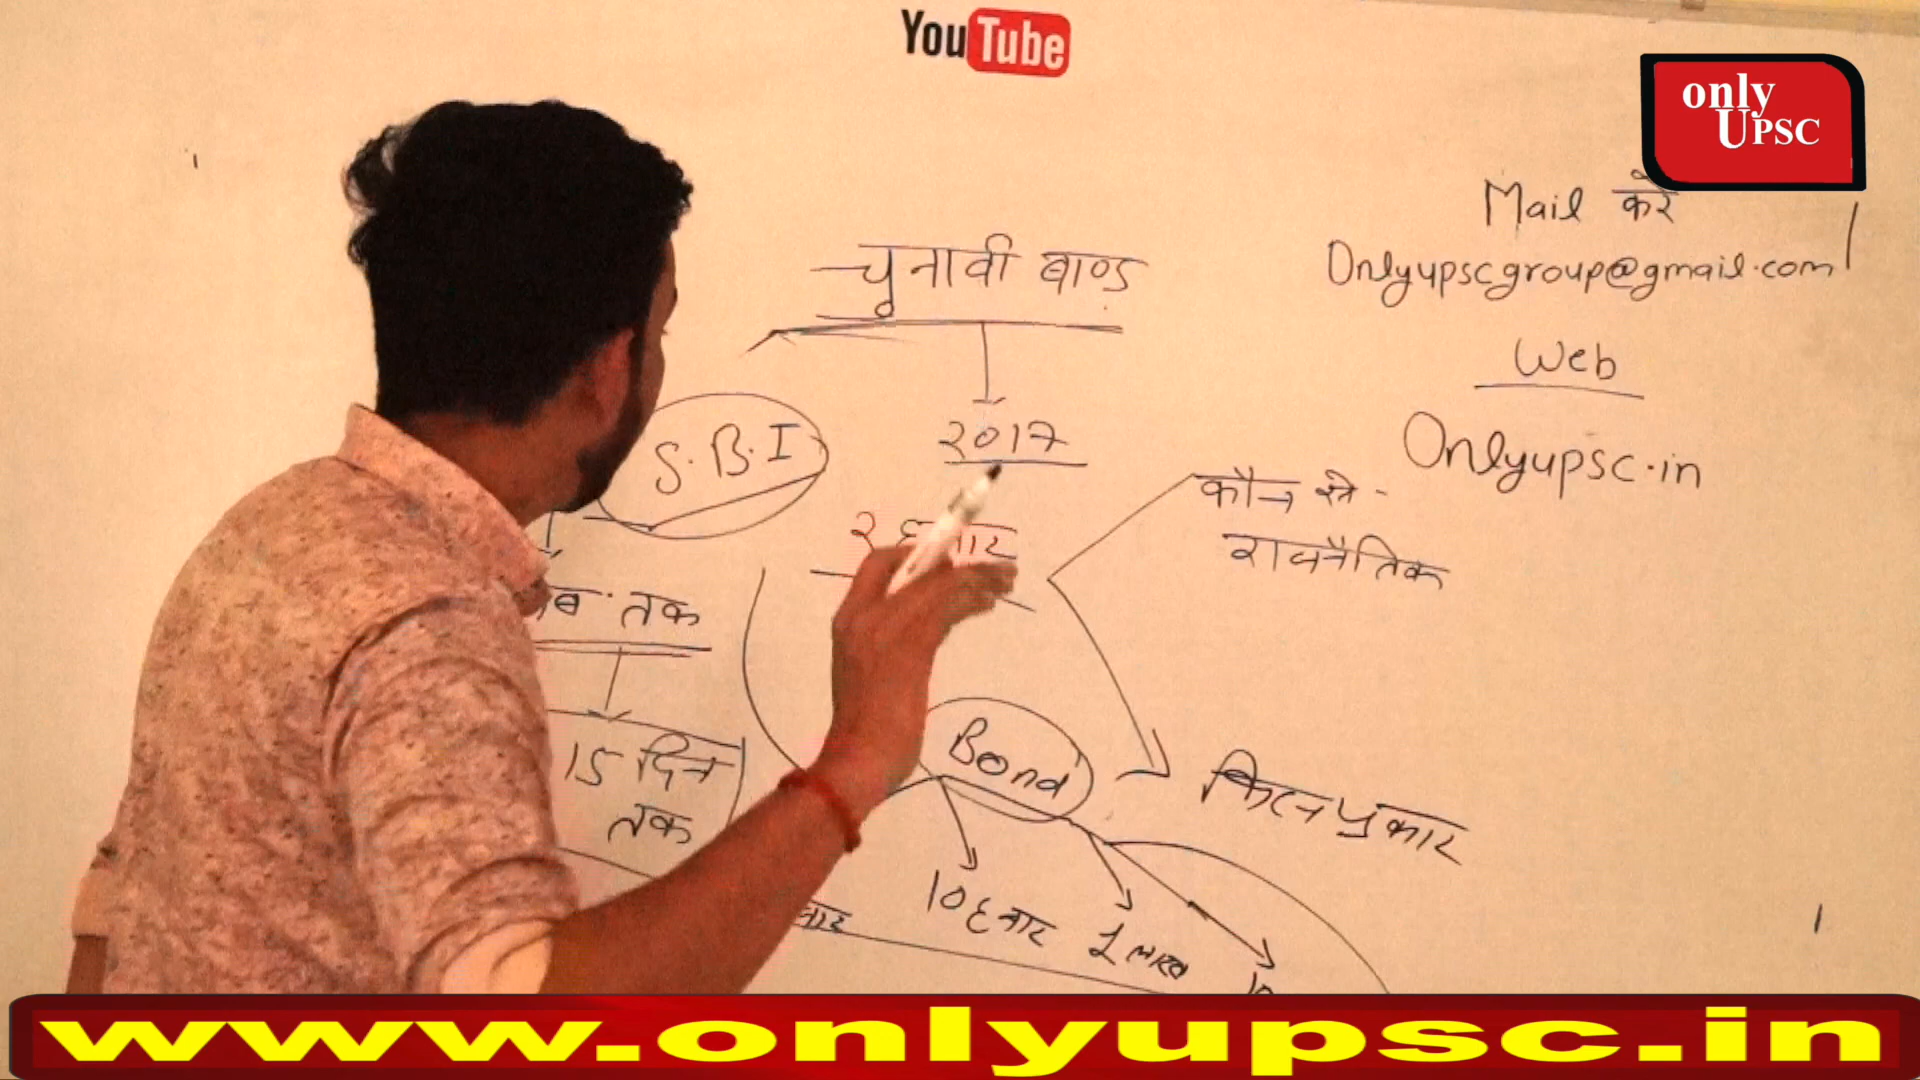 YouTube
only
UPSC
Mail करें
Onlyupscgroup@gmail.com
चुनावी बाण्ड
Web
Onlyupsc.in
S.B.I
2017
कौन से -
राजनैतिक
2
तक
Bond
15 दिन
तक
प्रकार
10 हजार
1 लाख
www.onlyupsc.in